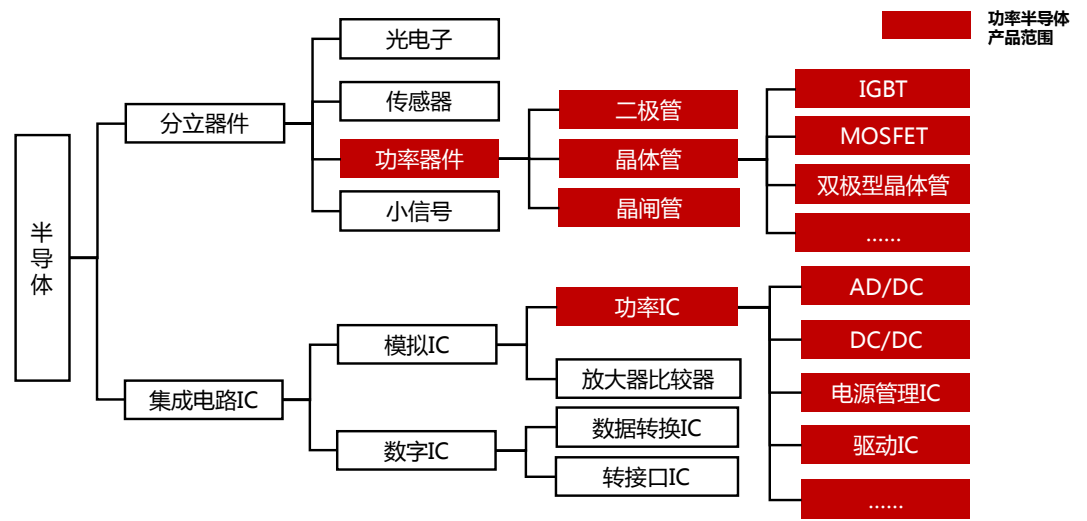 功率半导体
产品范围
半导体
分立器件
光电子
传感器
功率器件
小信号
二极管
晶体管
晶闸管
IGBT
MOSFET
双极型晶体管
……
集成电路IC
模拟IC
数字IC
功率IC
放大器比较器
数据转换IC
转接口IC
AD/DC
DC/DC
电源管理IC
驱动IC
……